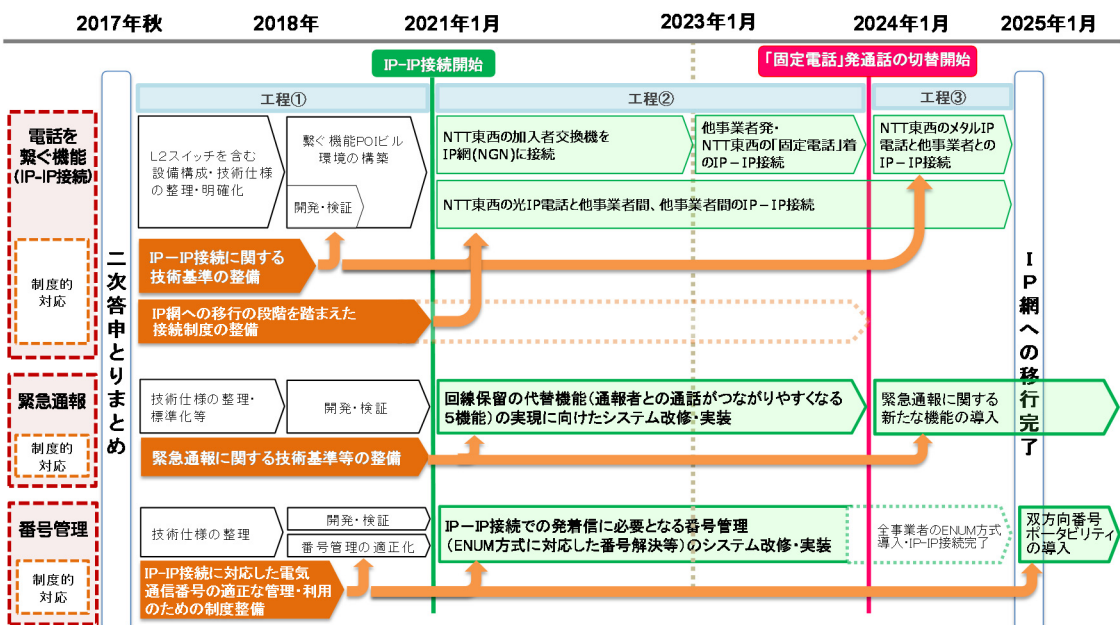 2017年秋
2018年
2021年1月
2023年1月
2024年1月
2025年1月
IP-IP接続開始
「固定電話」発通話の切替開始
工程①
工程②
工程③
電話を
繋ぐ機能
(IP-IP接続)
制度的
対応
二次答申とりまとめ
L2スイッチを含む
設備構成・技術仕様
の整理・明確化
繋ぐ機能POIビル
環境の構築
開発・検証
NTT東西の加入者交換機を
IP網(NGN)に接続
他事業者発・
NTT東西の「固定電話」着
のIP-IP接続
NTT東西のメタルIP
電話と他事業者との
IP-IP接続
NTT東西の光IP電話と他事業者間、他事業者間のIP-IP接続
IP-IP接続に関する
技術基準の整備
IP網への移行の段階を踏まえた
接続制度の整備
IP網への移行完了
緊急通報
制度的
対応
技術仕様の整理・
標準化等
開発・検証
回線保留の代替機能(通報者との通話がつながりやすくなる
5機能)の実現に向けたシステム改修・実装
緊急通報に関する
新たな機能の導入
緊急通報に関する技術基準等の整備
番号管理
制度的
対応
技術仕様の整理
開発・検証
番号管理の適正化
IP-IP接続での発着信に必要となる番号管理
(ENUM方式に対応した番号解決等)のシステム改修・実装
全事業者のENUM方式
導入・IP-IP接続完了
双方向番号
ポータビリティ
の導入
IP-IP接続に対応した電気
通信番号の適正な管理・利用
のための制度整備